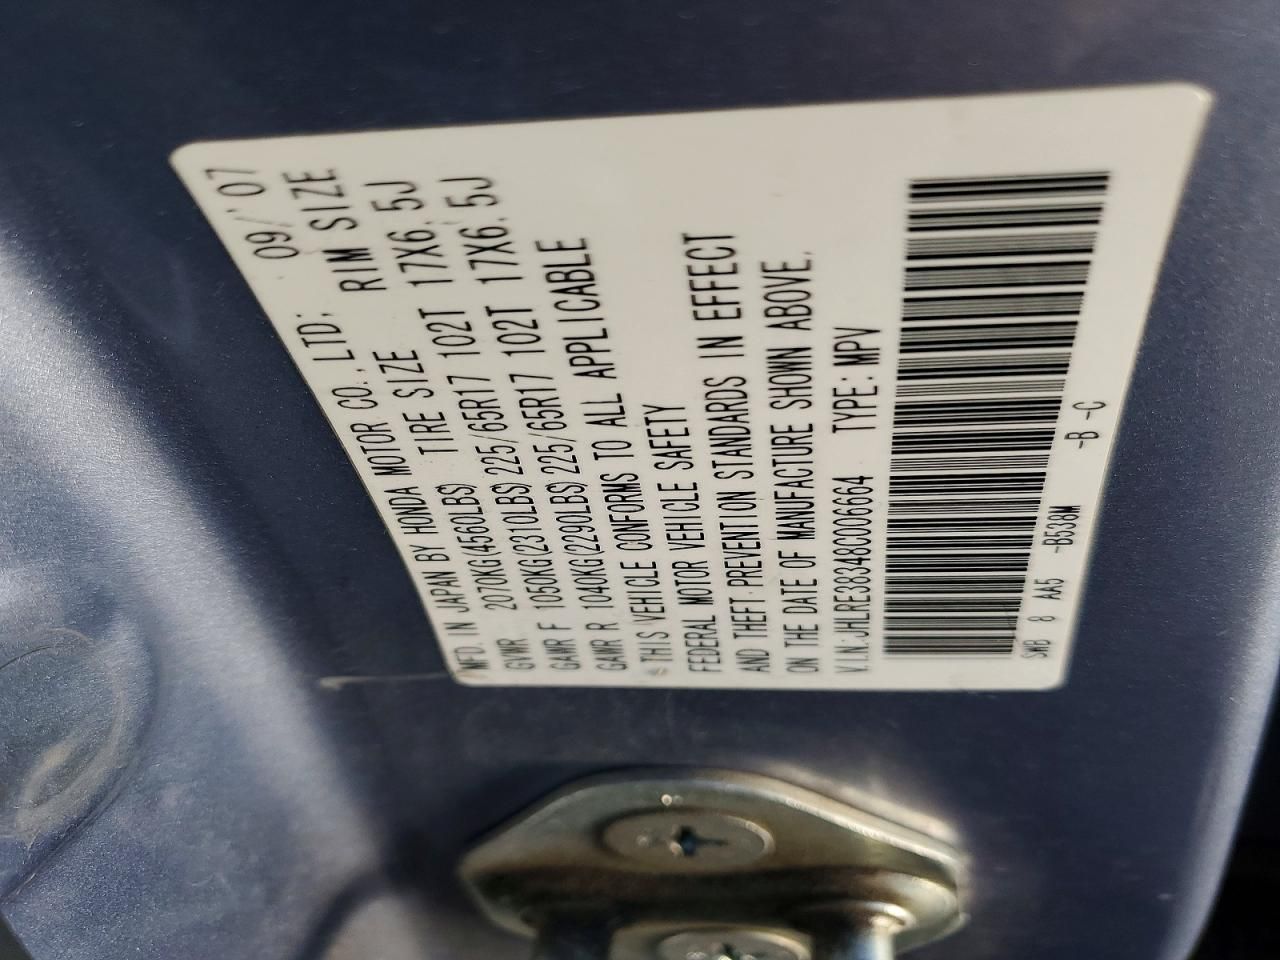 MFD. IN JAPAN BY HONDA MOTOR CO., LTD; 09/'07
GVWR 2070KG(4560LBS) TIRE SIZE RIM SIZE
GAWR F 1050KG(2310LBS) 225/65R17 102T 17X6.5J
GAWR R 1040KG(2290LBS) 225/65R17 102T 17X6.5J
THIS VEHICLE CONFORMS TO ALL APPLICABLE
FEDERAL MOTOR VEHICLE SAFETY
AND THEFT PREVENTION STANDARDS IN EFFECT
ON THE DATE OF MANUFACTURE SHOWN ABOVE.
V.I.N.: JHLRE38348C006664 TYPE: MPV
SWB 8 AA5 -B538M -B -C